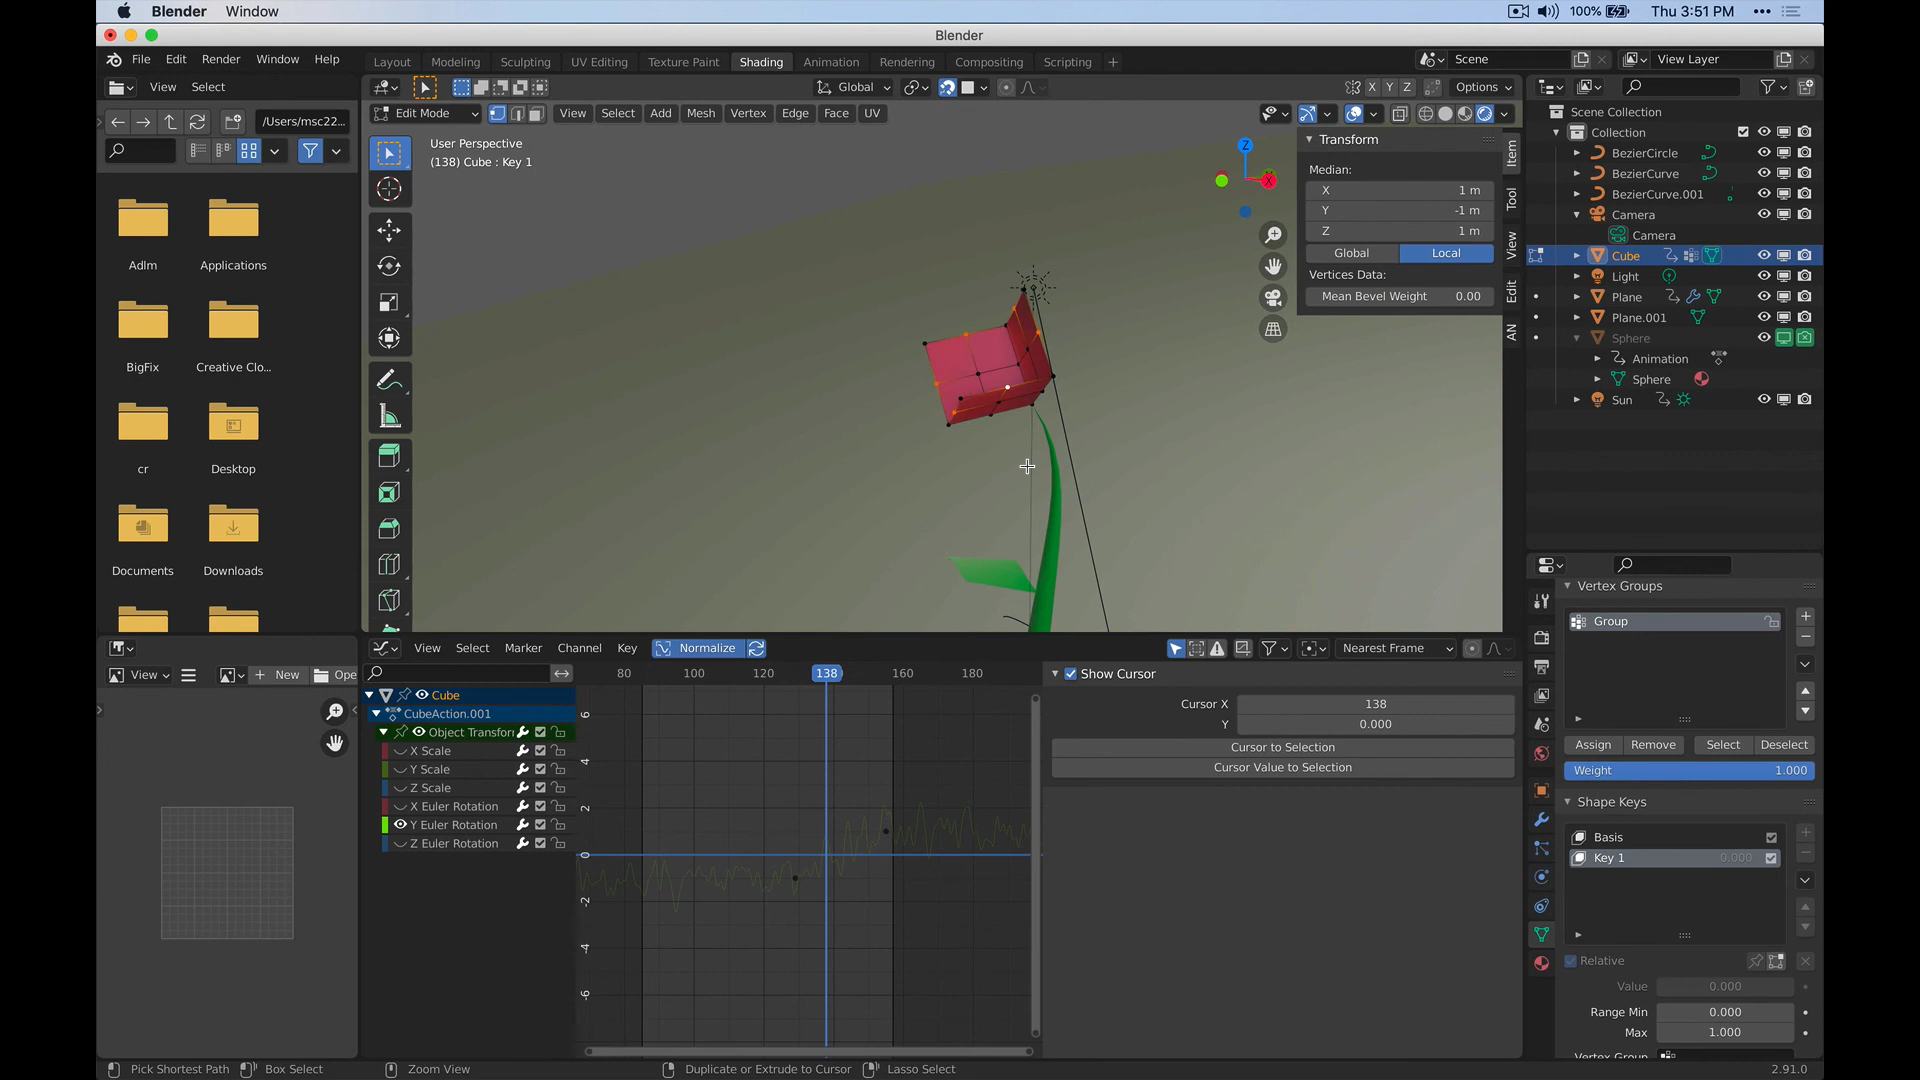 Blender Window 100% Thu 3:51 PM
Blender
File Edit Render Window Help Layout Modeling Sculpting UV Editing Texture Paint Shading Animation Rendering Compositing Scripting + Scene View Layer
View Select Global X Y Z Options
Edit Mode View Select Add Mesh Vertex Edge Face UV
/Users/msc22...
User Perspective
(138) Cube : Key 1
Z
X
Transform
Median:
X 1 m
Y -1 m
Z 1 m
Global Local
Vertices Data:
Mean Bevel Weight 0.00
Item
Tool
View
Edit
AN
Scene Collection
Collection
BezierCircle
BezierCurve
BezierCurve.001
Camera
Camera
Cube
Light
Plane
Plane.001
Sphere
Animation
Sphere
Sun
Adlm Applications
BigFix Creative Clo...
cr Desktop
Documents Downloads
Vertex Groups
Group
Assign Remove Select Deselect
Weight 1.000
Shape Keys
Basis
Key 1 0.000
Relative
Value 0.000
Range Min 0.000
Max 1.000
Vertex Group
View Select Marker Channel Key Normalize Nearest Frame
View + New Ope
80 100 120 138 160 180
Cube
CubeAction.001
Object Transfor
X Scale
Y Scale
Z Scale
X Euler Rotation
Y Euler Rotation
Z Euler Rotation
6
4
2
0
-2
-4
-6
Show Cursor
Cursor X 138
Y 0.000
Cursor to Selection
Cursor Value to Selection
Pick Shortest Path Box Select Zoom View Duplicate or Extrude to Cursor Lasso Select 2.91.0